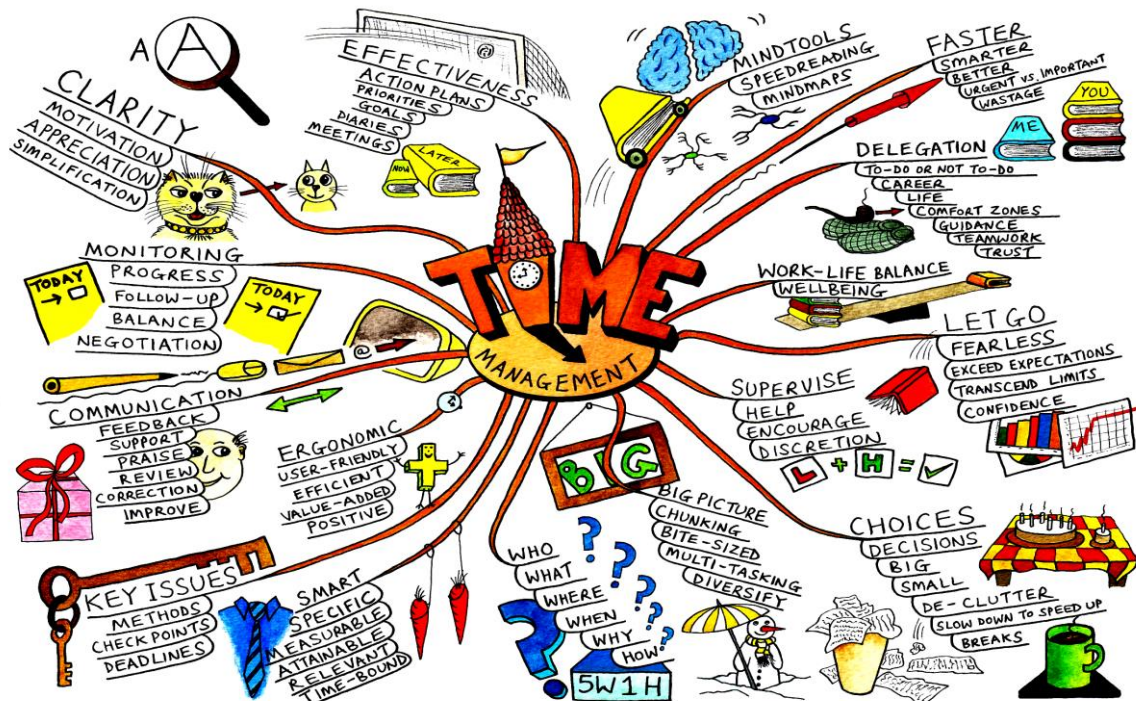 A
A
CLARITY
MOTIVATION
APPRECIATION
SIMPLIFICATION
EFFECTIVENESS
ACTION PLANS
PRIORITIES
GOALS
DIARIES
MEETINGS
@
NOW
LATER
MINDTOOLS
SPEEDREADING
MINDMAPS
FASTER
SMARTER
BETTER
URGENT VS. IMPORTANT
WASTAGE
YOU
ME
DELEGATION
TO-DO OR NOT TO-DO
CAREER
LIFE
COMFORT ZONES
GUIDANCE
TEAMWORK
TRUST
TIME
MANAGEMENT
MONITORING
PROGRESS
FOLLOW-UP
BALANCE
NEGOTIATION
TODAY
TODAY
@
WORK-LIFE BALANCE
WELLBEING
LET GO
FEARLESS
EXCEED EXPECTATIONS
TRANSCEND LIMITS
CONFIDENCE
COMMUNICATION
FEEDBACK
SUPPORT
PRAISE
REVIEW
CORRECTION
IMPROVE
ERGONOMIC
USER-FRIENDLY
EFFICIENT
VALUE-ADDED
POSITIVE
SUPERVISE
HELP
ENCOURAGE
DISCRETION
L + H =
BIG
BIG PICTURE
CHUNKING
BITE-SIZED
MULTI-TASKING
DIVERSIFY
CHOICES
DECISIONS
BIG
SMALL
DE-CLUTTER
SLOW DOWN TO SPEED UP
BREAKS
KEY ISSUES
METHODS
CHECK POINTS
DEADLINES
SMART
SPECIFIC
MEASURABLE
ATTAINABLE
RELEVANT
TIME-BOUND
WHO
WHAT
WHERE
WHEN
WHY
HOW
? ? ? ? ? ? ?
5W1H